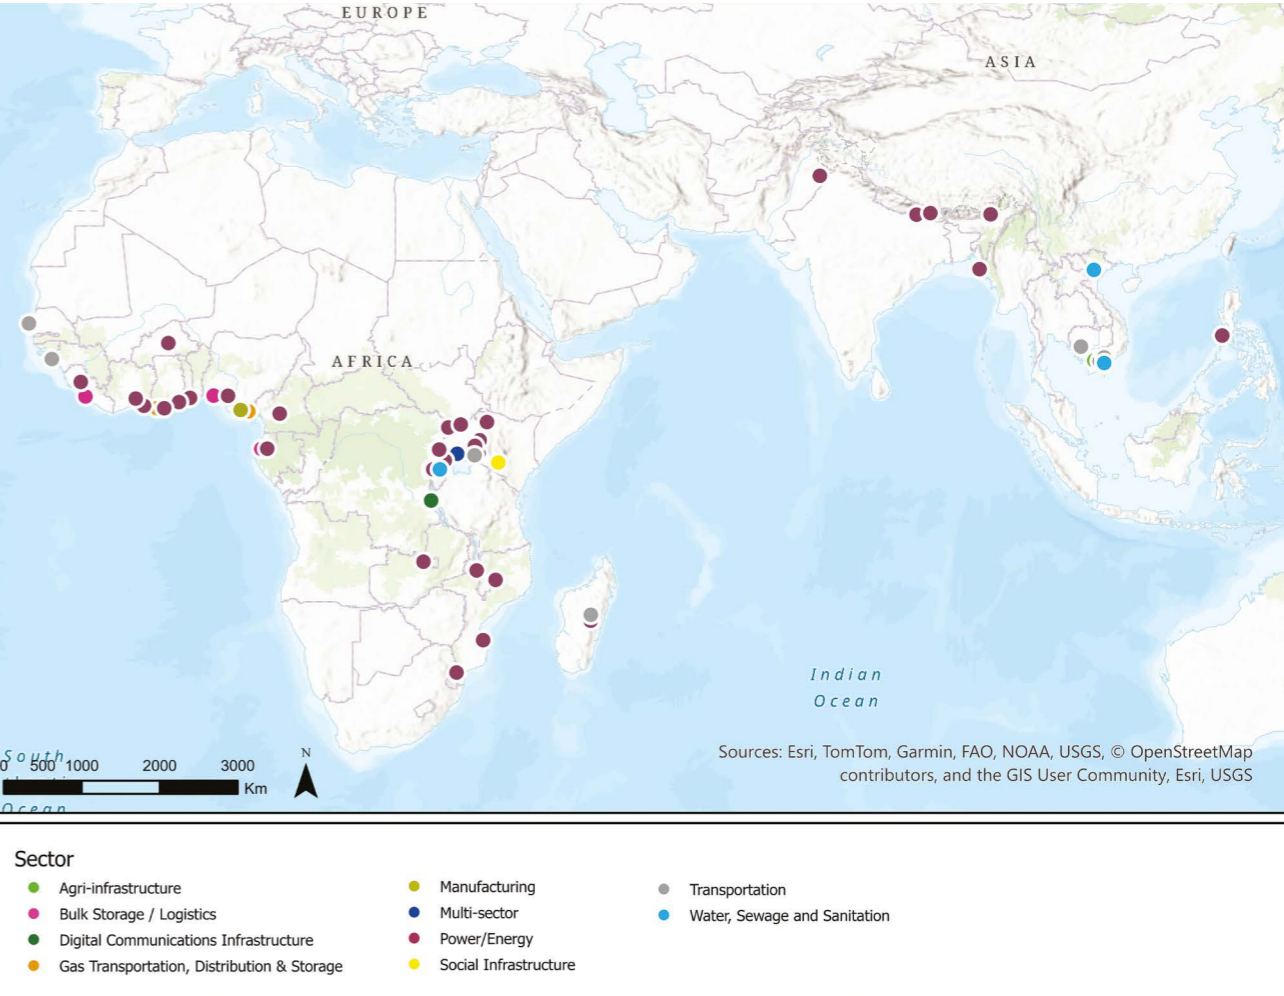 EUROPE
ASIA
AFRICA
Indian
Ocean
South
0 500 1000 2000 3000
Km
Ocean
N
Sources: Esri, TomTom, Garmin, FAO, NOAA, USGS, © OpenStreetMap
contributors, and the GIS User Community, Esri, USGS
Sector
Agri-infrastructure
Bulk Storage / Logistics
Digital Communications Infrastructure
Gas Transportation, Distribution & Storage
Manufacturing
Multi-sector
Power/Energy
Social Infrastructure
Transportation
Water, Sewage and Sanitation